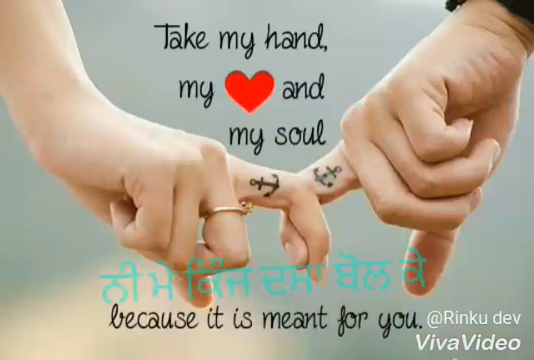 Take my hand,
my ❤ and
my soul
ਨੀ ਮੇ ਕਿੰਜ ਦਸਾ ਬੋਲ ਕੇ
because it is meant for you.
@Rinku dev
VivaVideo